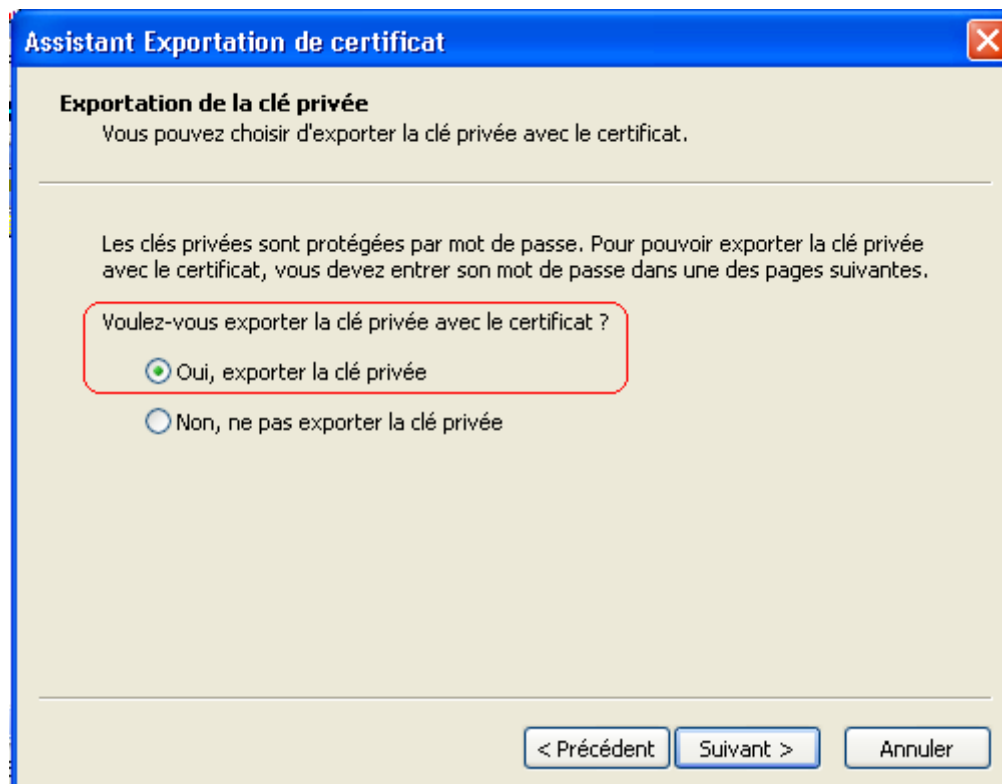 Assistant Exportation de certificat
Exportation de la clé privée
Vous pouvez choisir d'exporter la clé privée avec le certificat.
Les clés privées sont protégées par mot de passe. Pour pouvoir exporter la clé privée
avec le certificat, vous devez entrer son mot de passe dans une des pages suivantes.
Voulez-vous exporter la clé privée avec le certificat ?
Oui, exporter la clé privée
Non, ne pas exporter la clé privée
< Précédent Suivant > Annuler